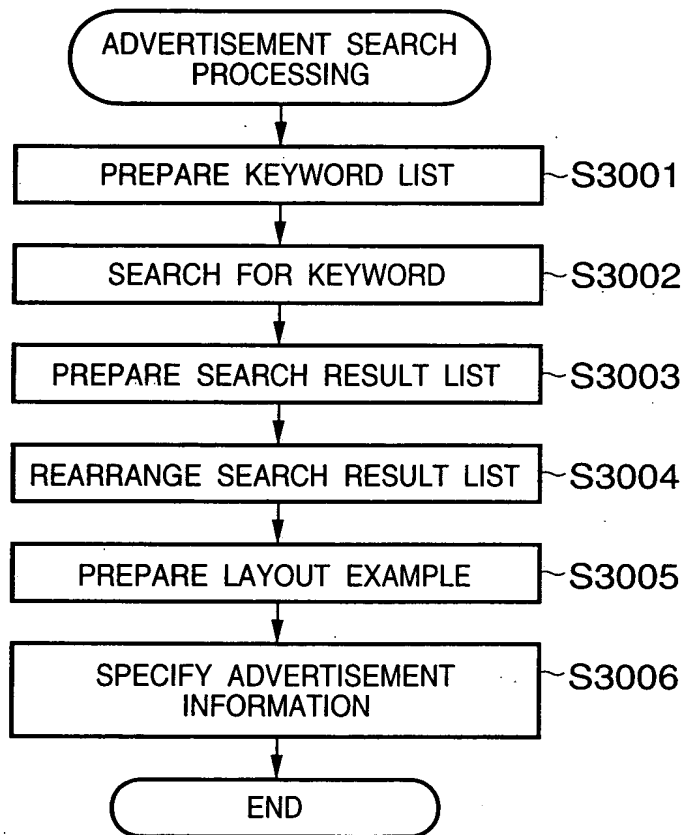 ADVERTISEMENT SEARCH
PROCESSING
PREPARE KEYWORD LIST
~S3001
SEARCH FOR KEYWORD
~S3002
PREPARE SEARCH RESULT LIST
~S3003
REARRANGE SEARCH RESULT LIST
~S3004
PREPARE LAYOUT EXAMPLE
~S3005
SPECIFY ADVERTISEMENT
INFORMATION
~S3006
END